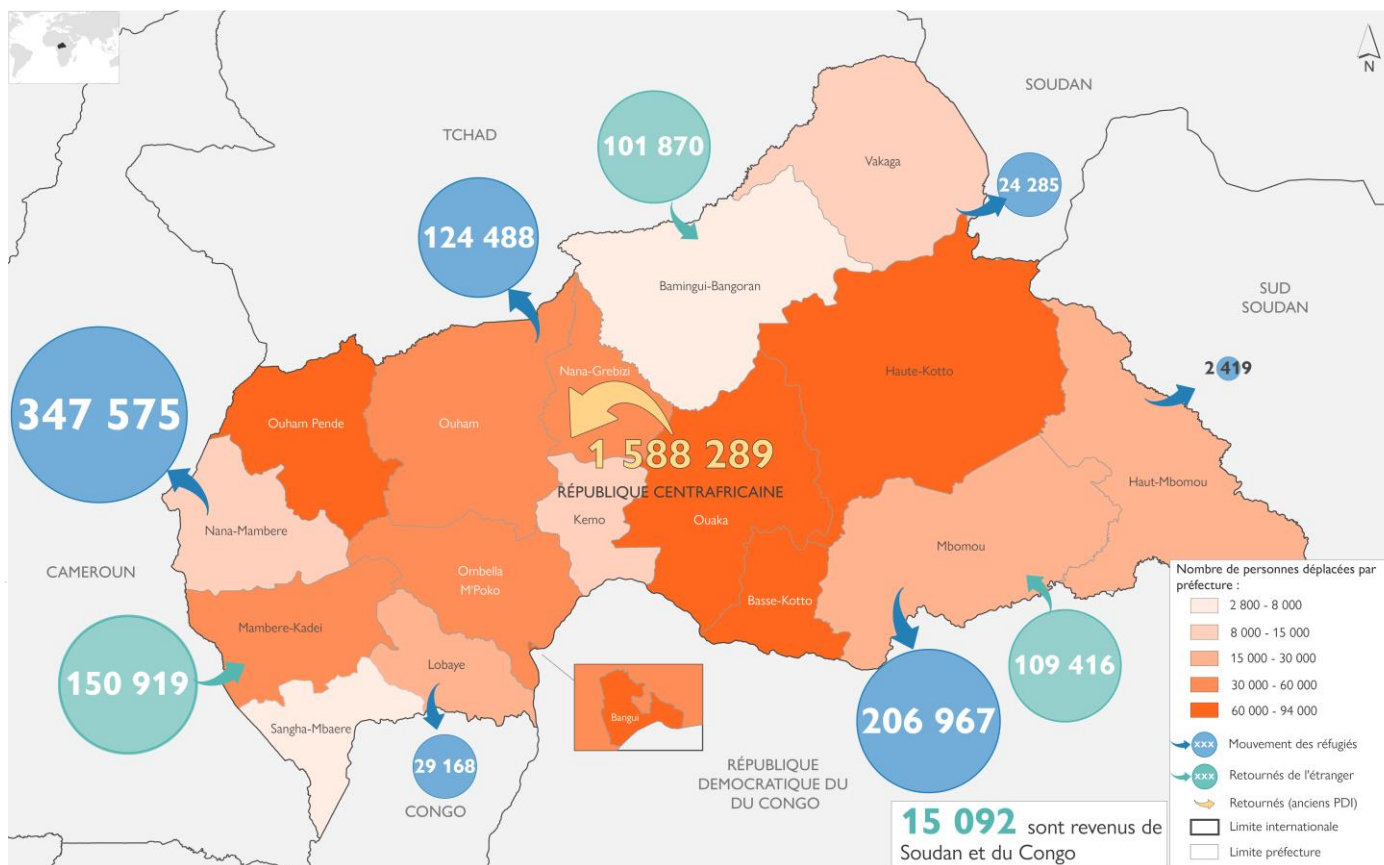 N
SOUDAN
TCHAD
101 870
Vakaga
24 285
124 488
Bamingui-Bangoran
SUD
SOUDAN
2 419
347 575
Nana-Grebizi
Haute-Kotto
Ouham Pende
Ouham
1 588 289
RÉPUBLIQUE CENTRAFRICAINE
Haut-Mbomou
Nana-Mambere
Kemo
Ouaka
Mbomou
CAMEROUN
Ombella
M'Poko
Basse-Kotto
Mambere-Kadei
Lobaye
150 919
109 416
Sangha-Mbaere
Bangui
206 967
29 168
CONGO
RÉPUBLIQUE
DEMOCRATIQUE DU
DU CONGO
15 092 sont revenus de
Soudan et du Congo
Nombre de personnes déplacées par
préfecture :
2 800 - 8 000
8 000 - 15 000
15 000 - 30 000
30 000 - 60 000
60 000 - 94 000
xxx Mouvement des réfugiés
xxx Retournés de l'étranger
Retournés (anciens PDI)
Limite internationale
Limite préfecture